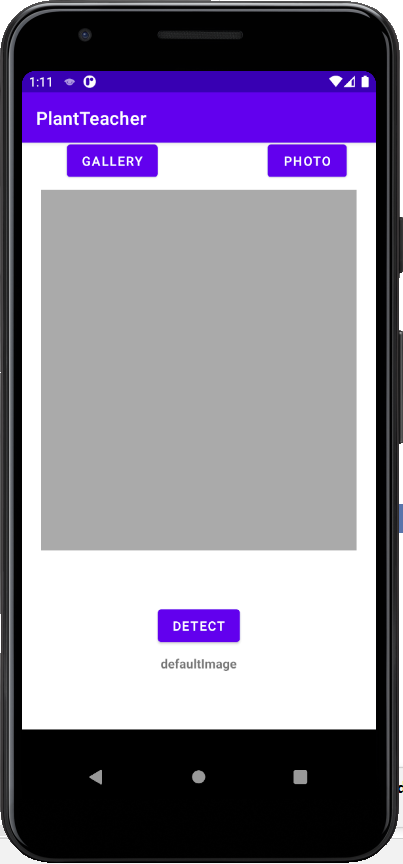 1:11
PlantTeacher
GALLERY
PHOTO
DETECT
defaultImage